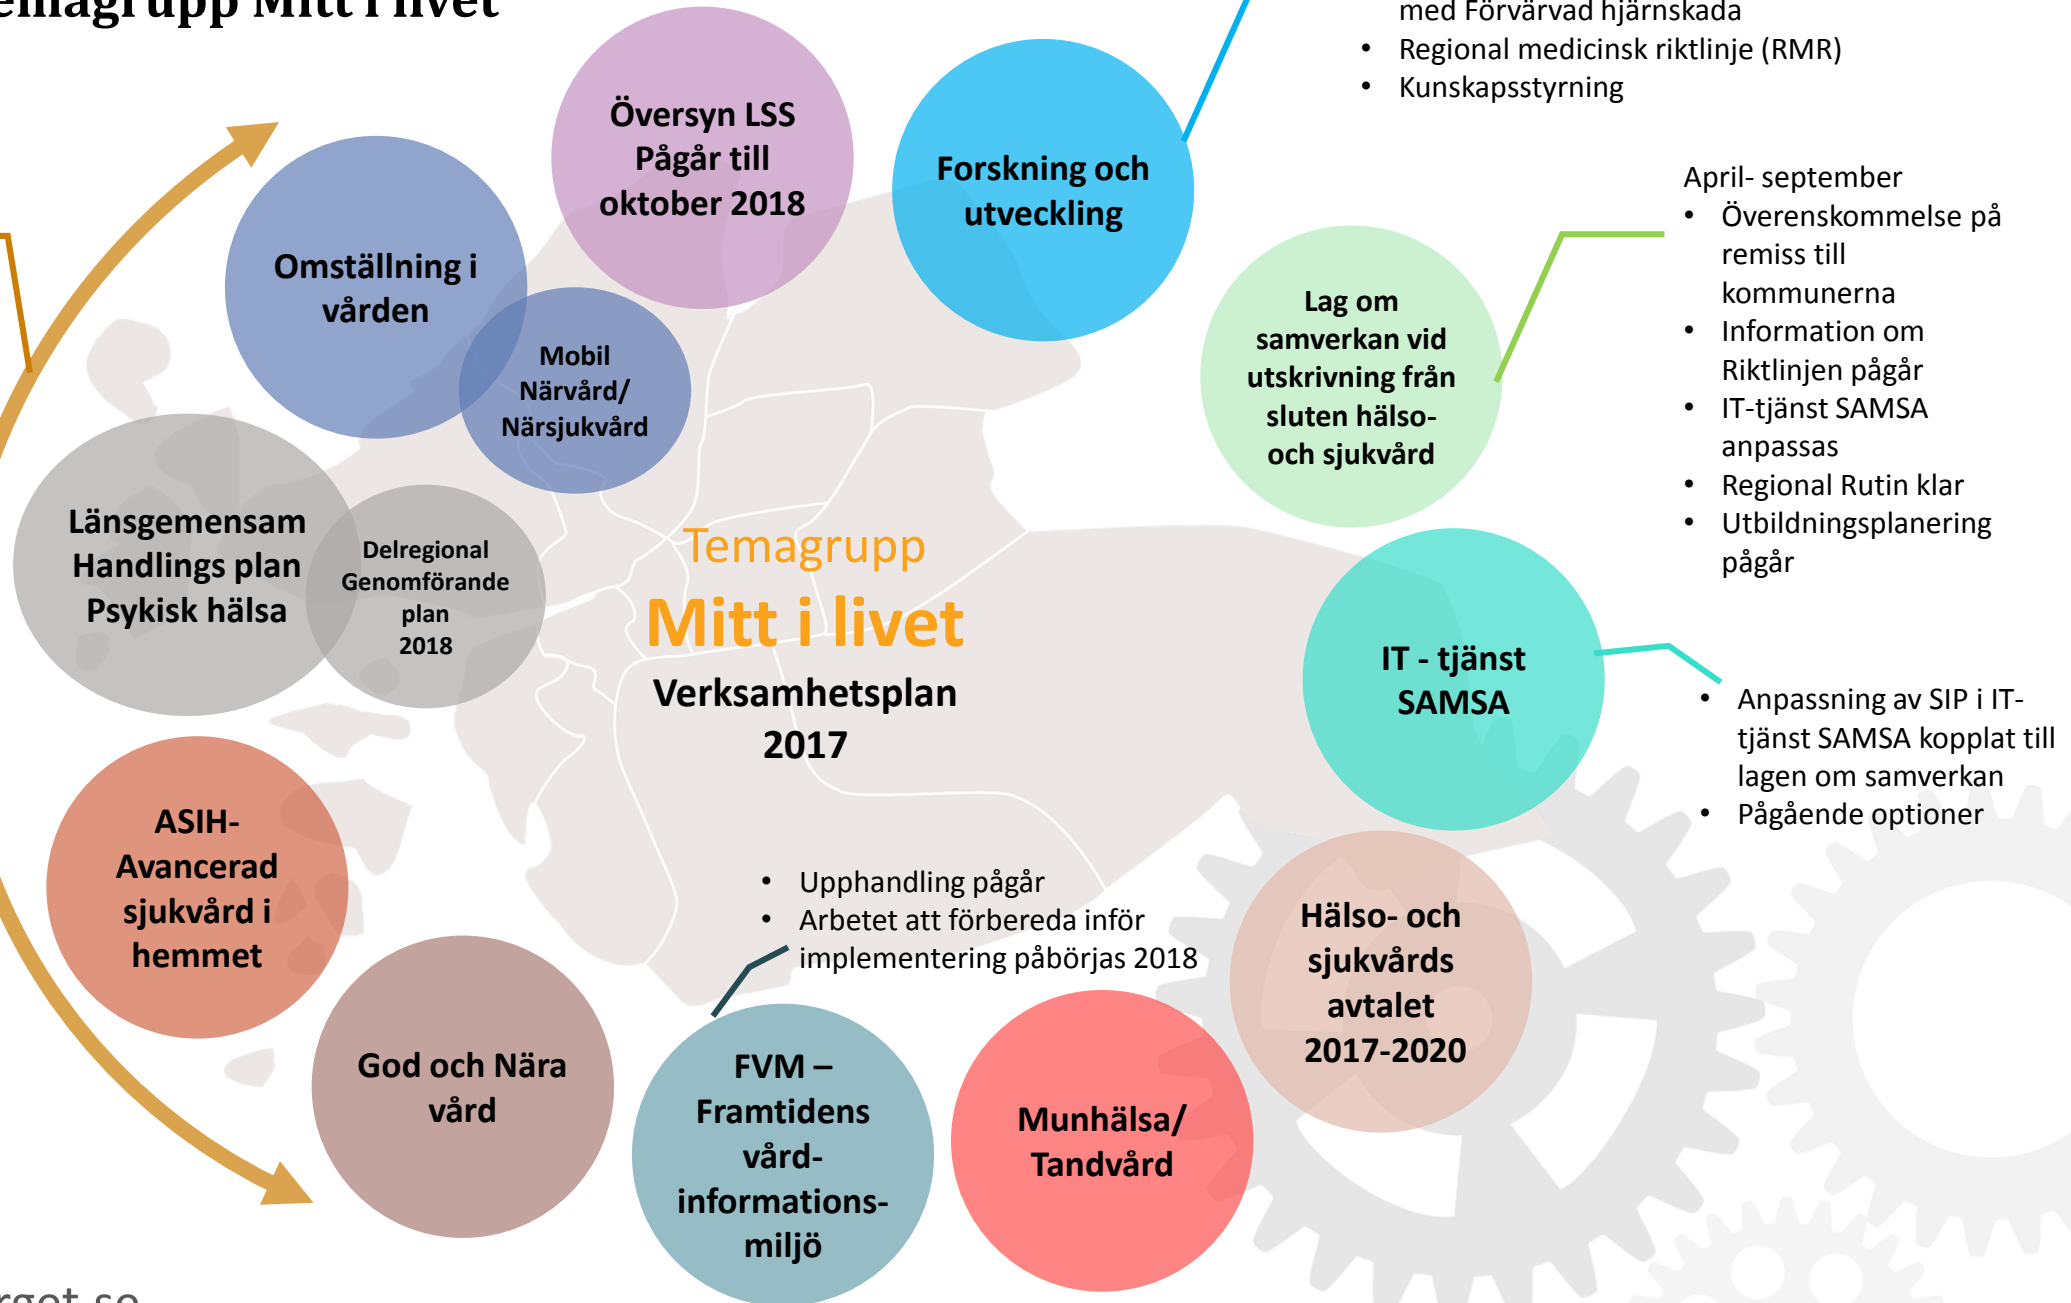 emagrupp Mitt i livet
med Förvärvad hjärnskada
• Regional medicinsk riktlinje (RMR)
• Kunskapsstyrning
Översyn LSS
Pågår till
oktober 2018
Forskning och
utveckling
Omställning i
vården
Mobil
Närvård/
Närsjukvård
Lag om
samverkan vid
utskrivning från
sluten hälso-
och sjukvård
April- september
• Överenskommelse på
remiss till
kommunerna
• Information om
Riktlinjen pågår
• IT-tjänst SAMSA
anpassas
• Regional Rutin klar
• Utbildningsplanering
pågår
Länsgemensam
Handlings plan
Psykisk hälsa
Delregional
Genomförande
plan
2018
Temagrupp
Mitt i livet
Verksamhetsplan
2017
IT - tjänst
SAMSA
• Anpassning av SIP i IT-
tjänst SAMSA kopplat till
lagen om samverkan
• Pågående optioner
ASIH-
Avancerad
sjukvård i
hemmet
• Upphandling pågår
• Arbetet att förbereda inför
implementering påbörjas 2018
Hälso- och
sjukvårds
avtalet
2017-2020
God och Nära
vård
FVM –
Framtidens
vård-
informations-
miljö
Munhälsa/
Tandvård
rget.se